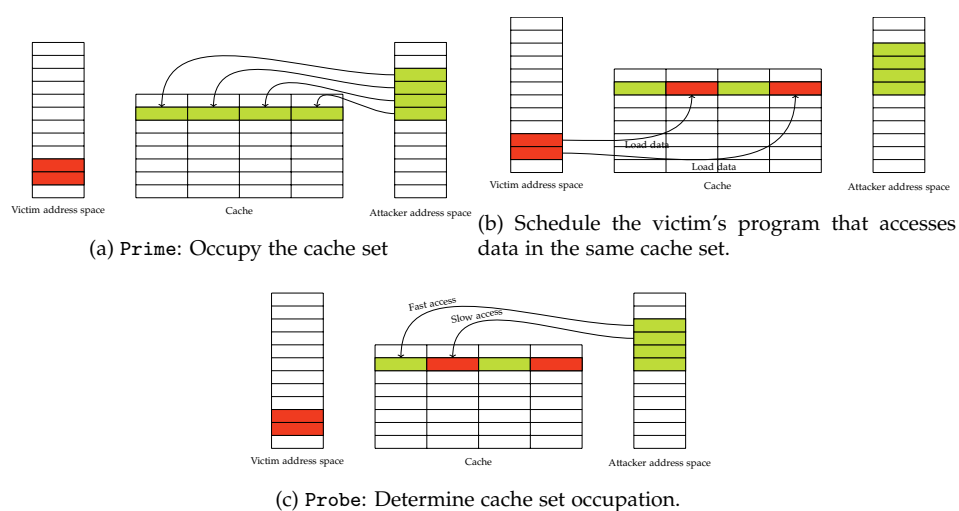 Victim address space
Cache
Attacker address space
(a) Prime: Occupy the cache set
Load data
Load data
Victim address space
Cache
Attacker address space
(b) Schedule the victim's program that accesses
data in the same cache set.
Fast access
Slow access
Victim address space
Cache
Attacker address space
(c) Probe: Determine cache set occupation.